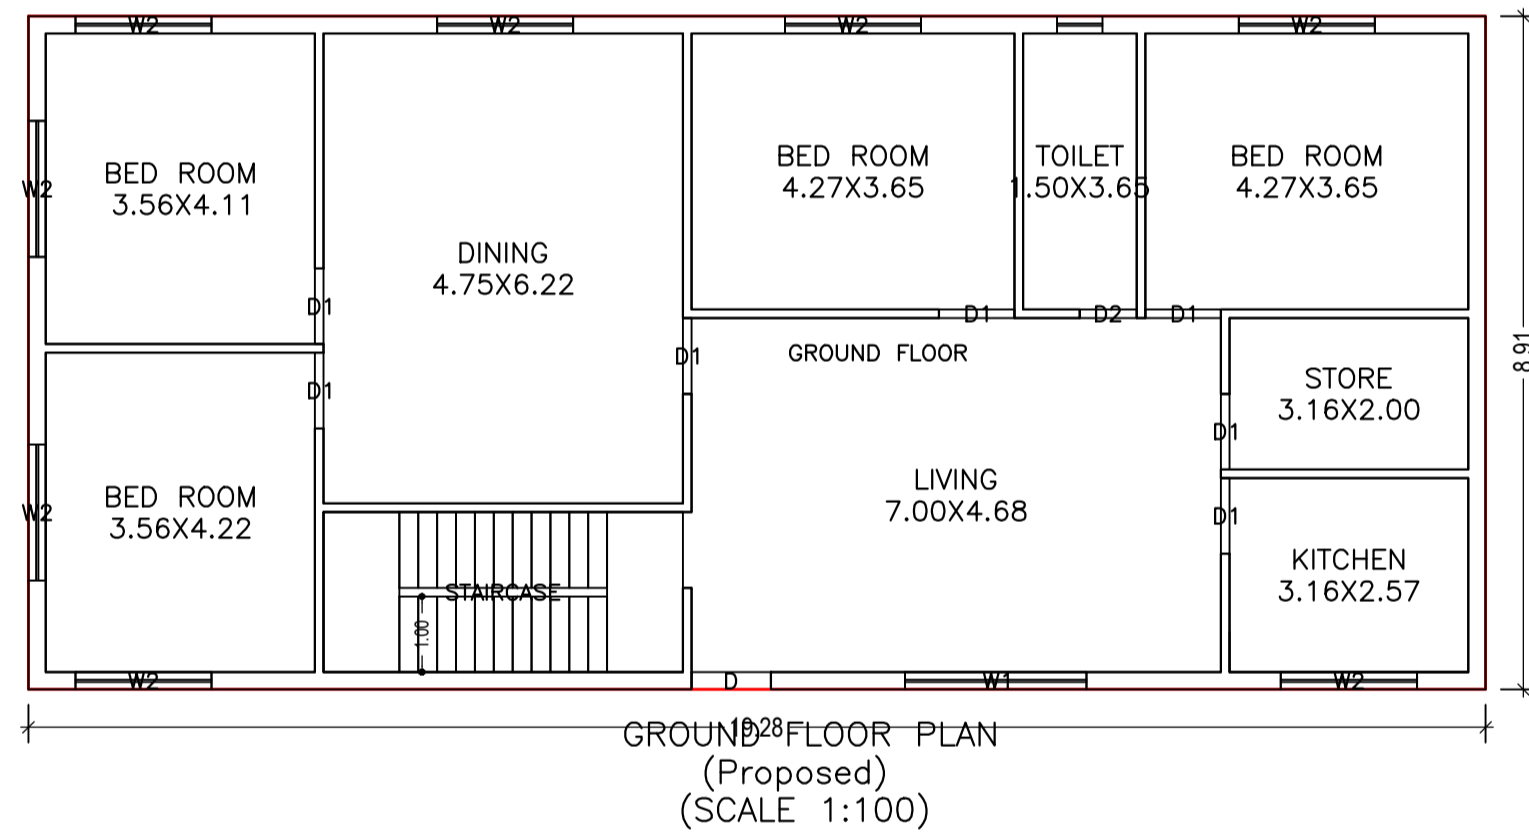 W2
W2
W2
W2
BED ROOM
3.56X4.11
W2
DINING
4.75X6.22
BED ROOM
4.27X3.65
TOILET
1.50X3.65
BED ROOM
4.27X3.65
D1
D1
D2
D1
D1
D1
GROUND FLOOR
8.91
STORE
3.16X2.00
D1
BED ROOM
3.56X4.22
W2
LIVING
7.00X4.68
D1
KITCHEN
3.16X2.57
STAIRCASE
1.00
W2
D
W1
W2
19.28
GROUND FLOOR PLAN
(Proposed)
(SCALE 1:100)